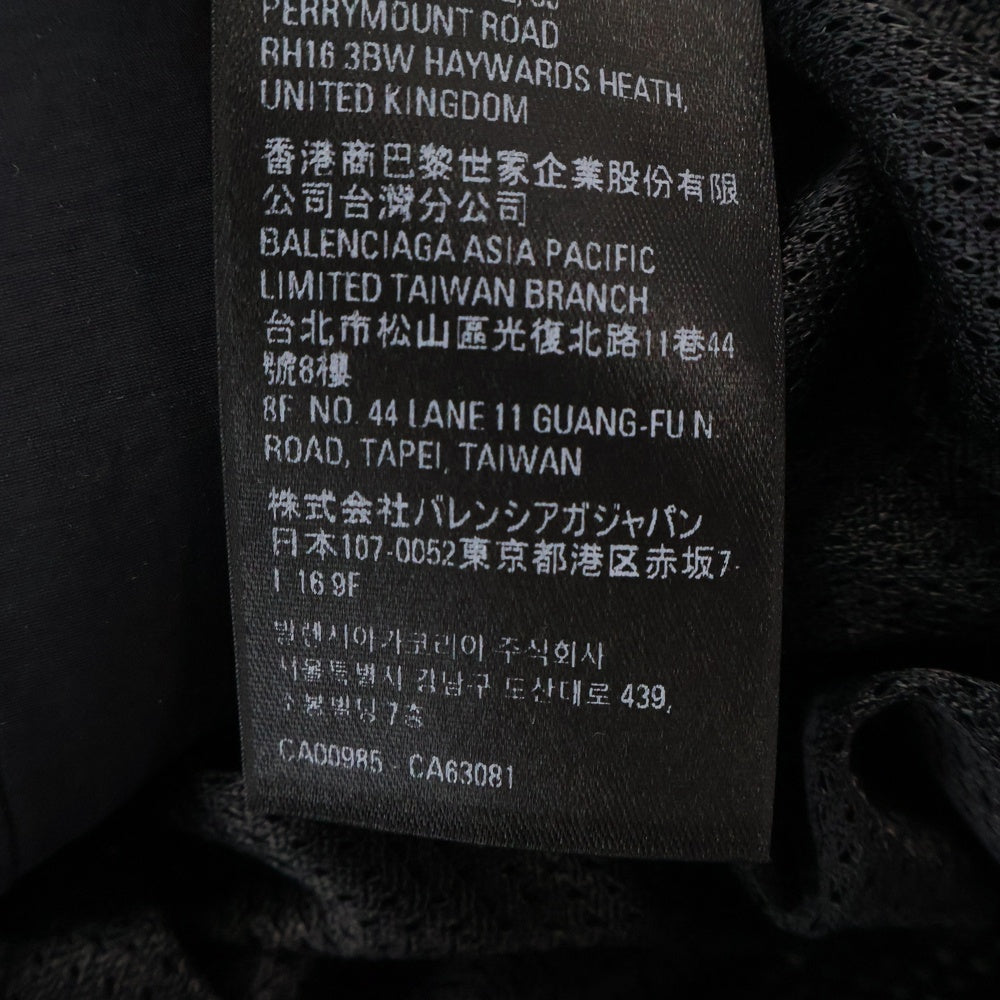 PERRYMOUNT ROAD
RH16 3BW HAYWARDS HEATH,
UNITED KINGDOM
香港商巴黎世家企業股份有限
公司台灣分公司
BALENCIAGA ASIA PACIFIC
LIMITED TAIWAN BRANCH
台北市松山區光復北路11巷44
號8樓
8F. NO. 44 LANE 11 GUANG-FU N.
ROAD, TAPEI, TAIWAN
株式会社バレンシアガジャパン
日本107-0052東京都港区赤坂7-
1 16 9F
발렌시아가코리아 주식회사
서울특별시 강남구 도산대로 439,
빌딩 7층
CA00985 - CA63081